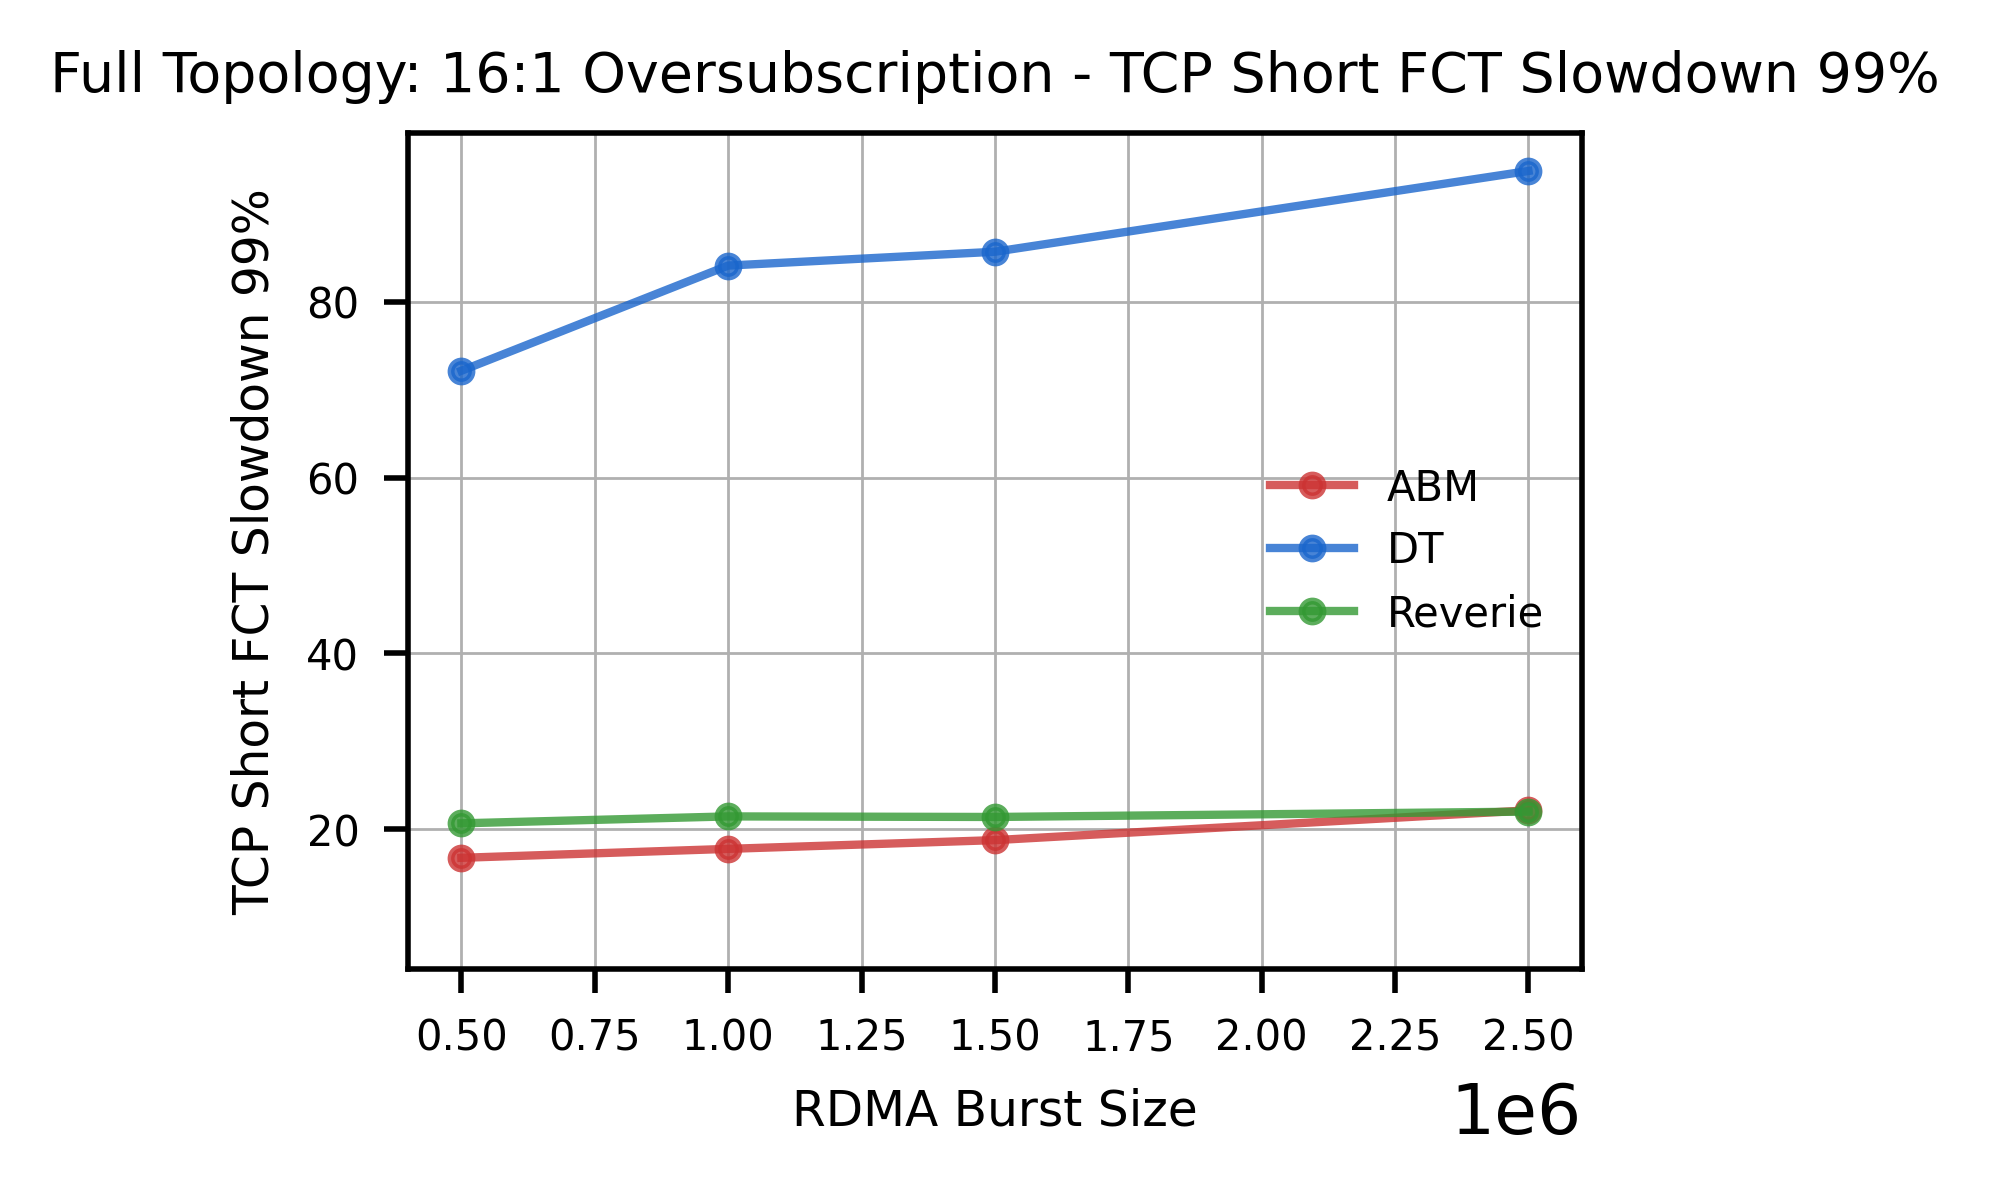 Full Topology: 16:1 Oversubscription - TCP Short FCT Slowdown 99%
TCP Short FCT Slowdown 99%
80
60
40
20
ABM
DT
Reverie
0.50 0.75 1.00 1.25 1.50 1.75 2.00 2.25 2.50
RDMA Burst Size
1e6